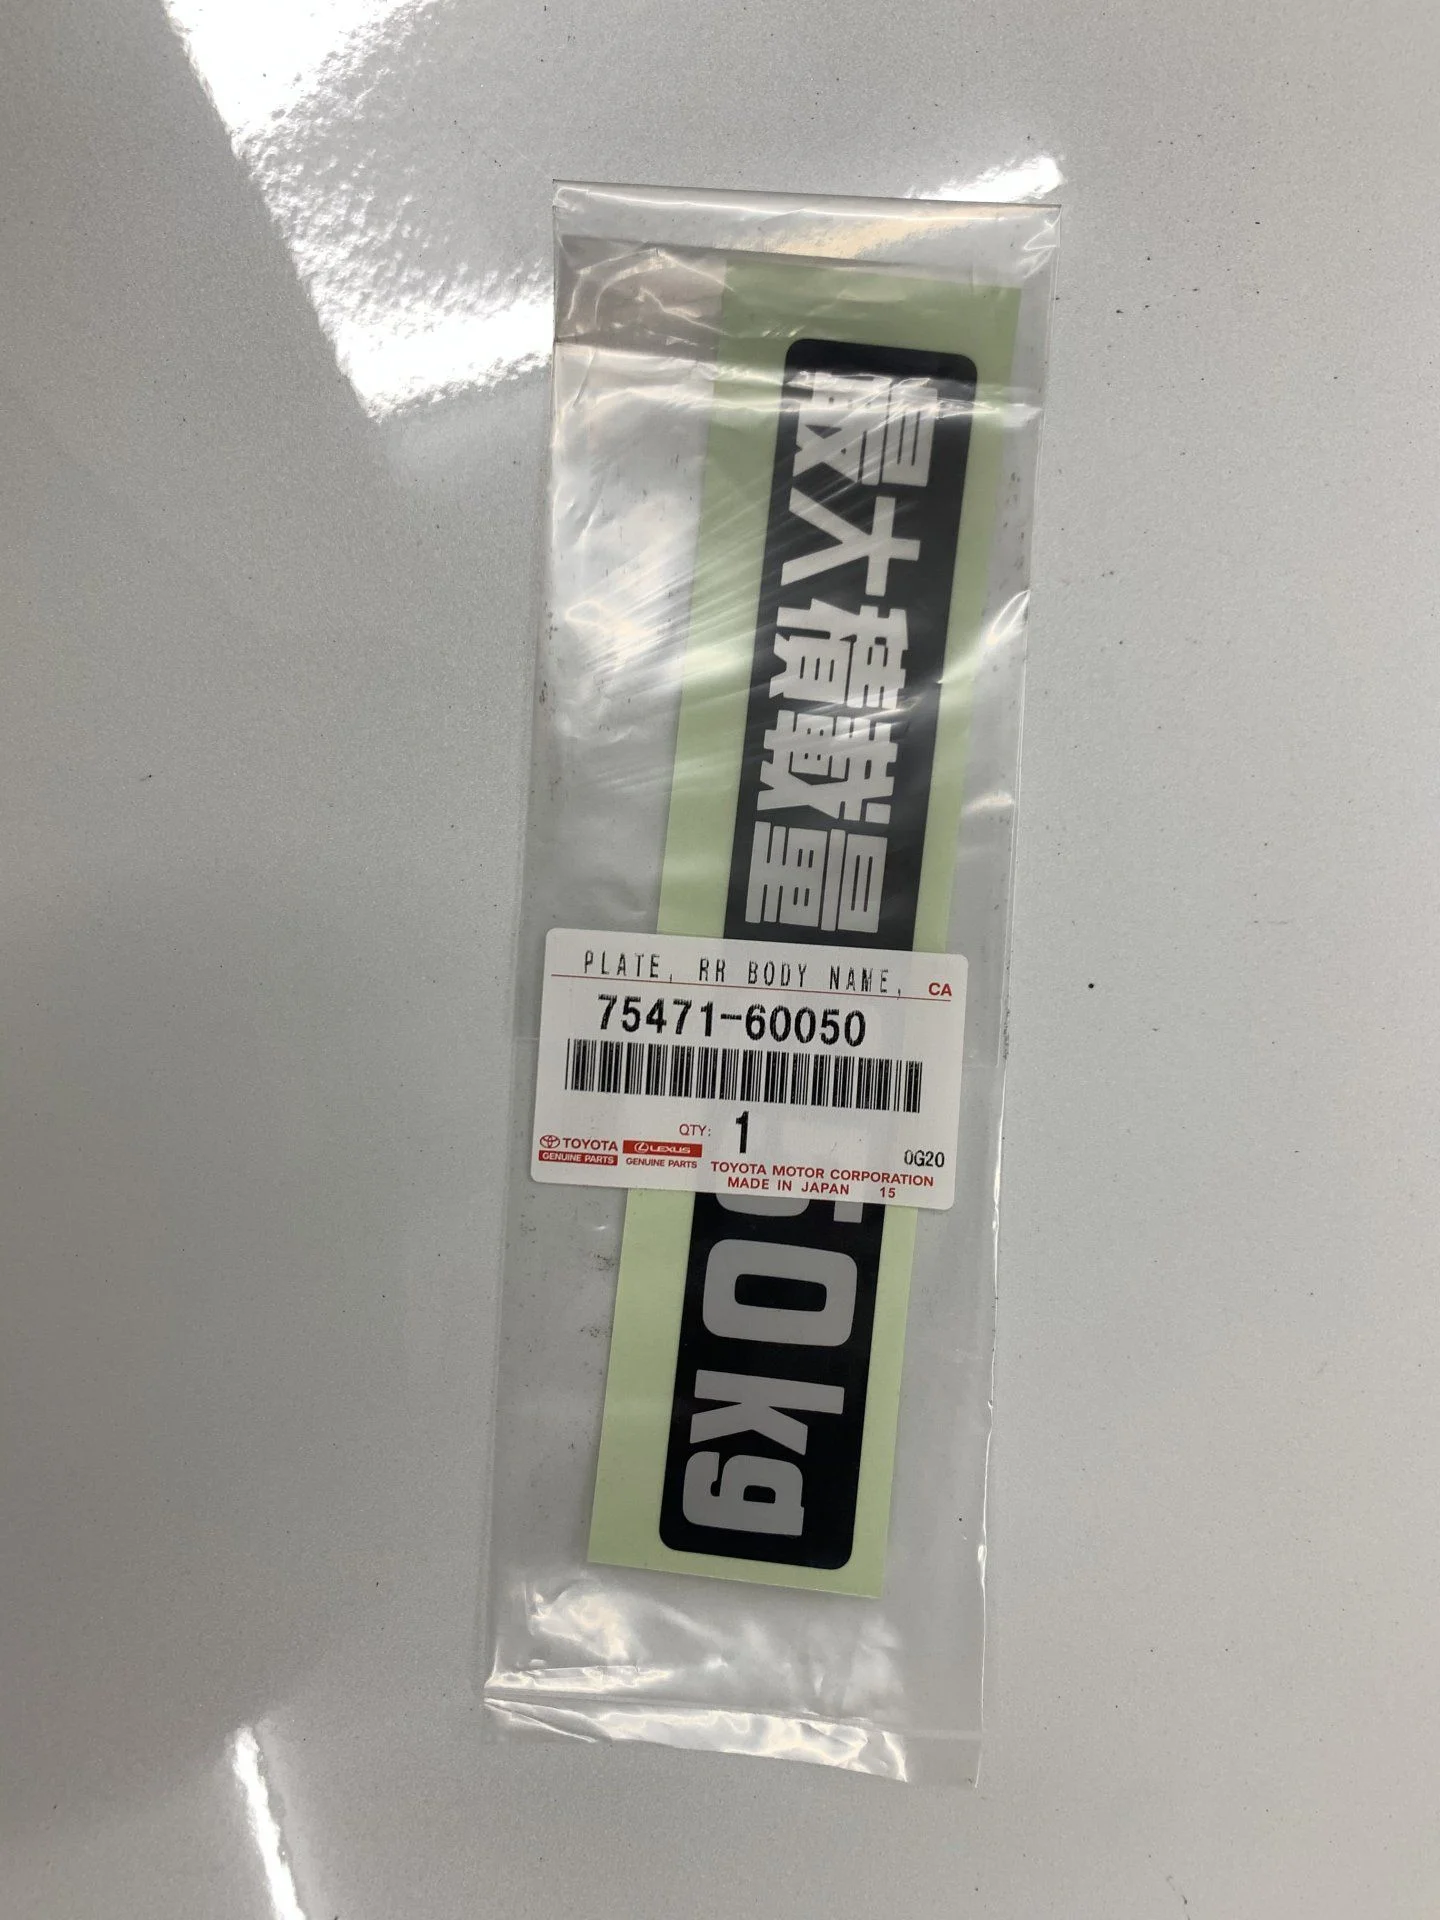 最大積載量
50kg
PLATE, RR BODY NAME, CA
75471-60050
QTY: 1
TOYOTA
GENUINE PARTS
LEXUS
GENUINE PARTS
0G20
TOYOTA MOTOR CORPORATION
MADE IN JAPAN 15